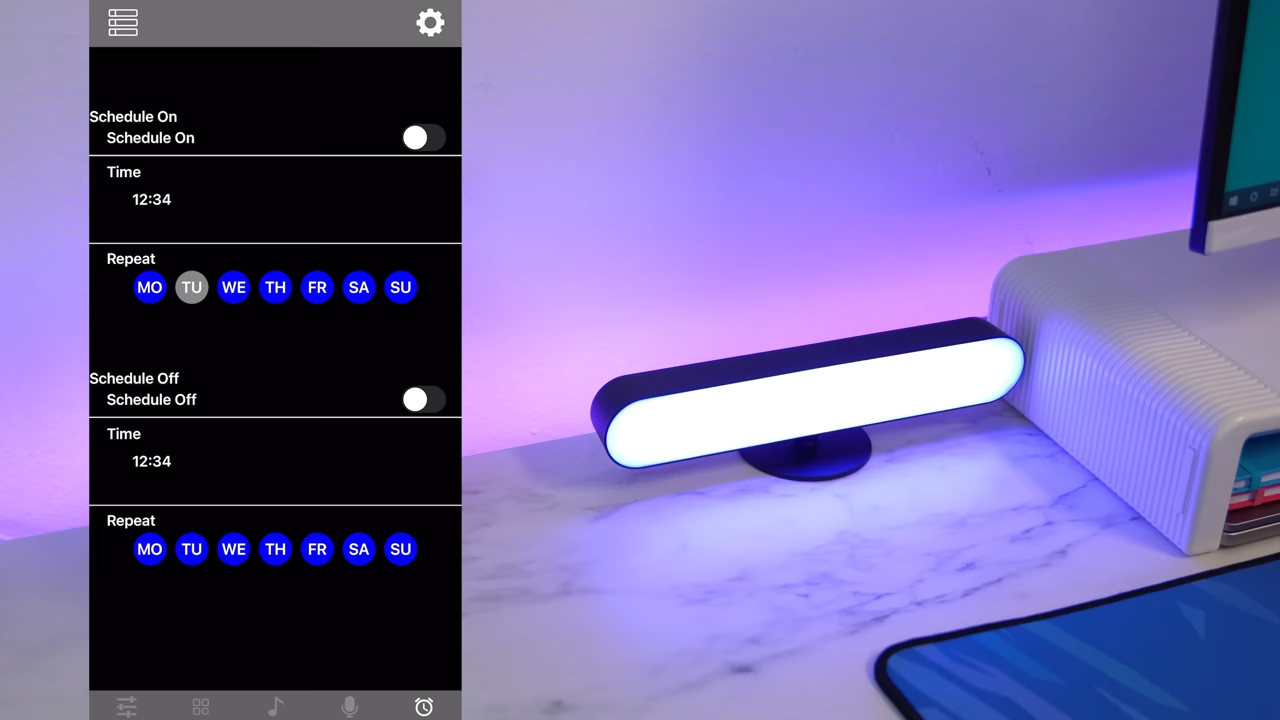 Schedule On
Schedule On
Time
12:34
Repeat
MO TU WE TH FR SA SU
Schedule Off
Schedule Off
Time
12:34
Repeat
MO TU WE TH FR SA SU